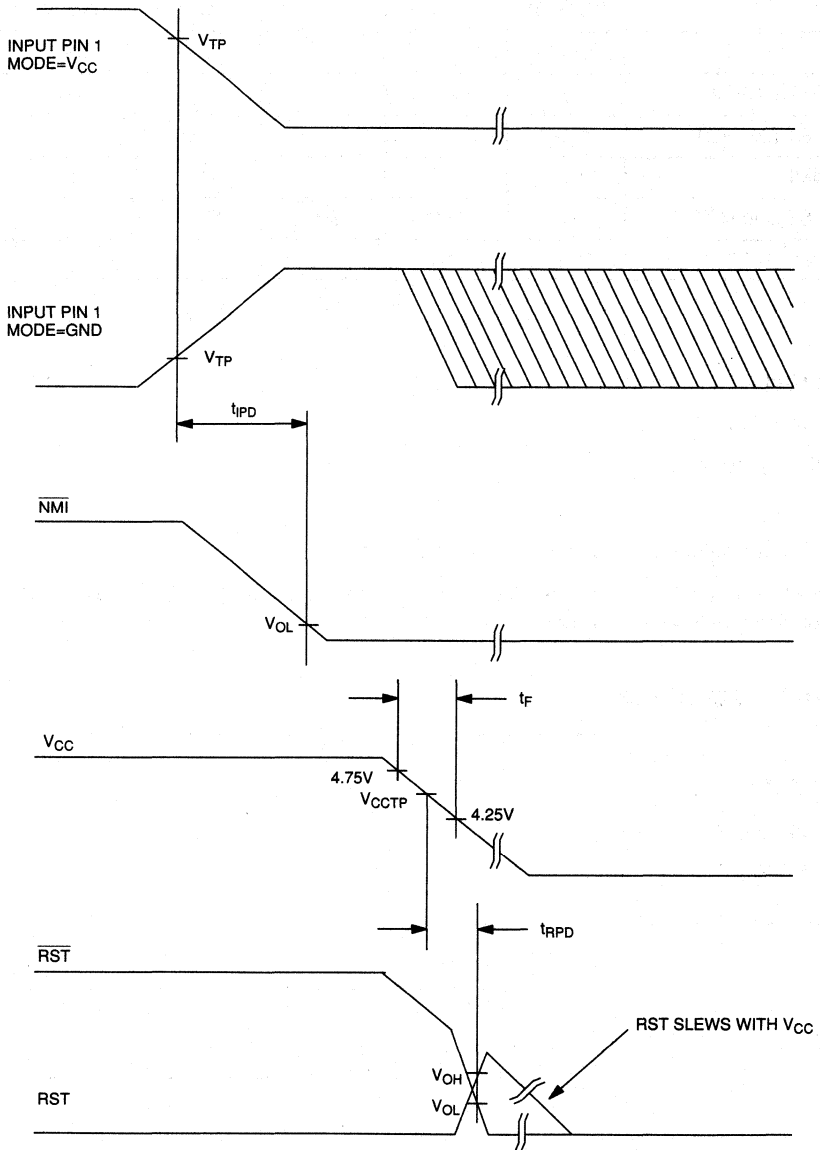 INPUT PIN 1
MODE=VCC
VTP
INPUT PIN 1
MODE=GND
VTP
tIPD
NMI
VOL
tF
VCC
4.75V
VCCTP
4.25V
tRPD
RST
RST SLEWS WITH VCC
VOH
RST
VOL